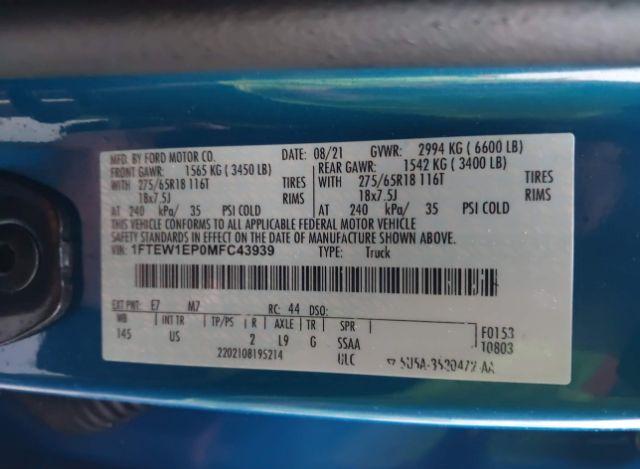 MFD. BY FORD MOTOR CO. DATE: 08/21 GVWR: 2994 KG ( 6600 LB)
FRONT GAWR: 1565 KG ( 3450 LB) REAR GAWR: 1542 KG ( 3400 LB)
WITH 275/65R18 116T TIRES WITH 275/65R18 116T TIRES
18x7.5J RIMS 18x7.5J RIMS
AT 240 kPa/ 35 PSI COLD AT 240 kPa/ 35 PSI COLD
THIS VEHICLE CONFORMS TO ALL APPLICABLE FEDERAL MOTOR VEHICLE
SAFETY STANDARDS IN EFFECT ON THE DATE OF MANUFACTURE SHOWN ABOVE.
VIN: 1FTEW1EP0MFC43939 TYPE: Truck
EXT PNT: E7 M7 RC: 44 DSO:
WB INT TR TP/PS R AXLE TR SPR F0153
145 US 2 L9 G SSAA 10803
2202108195214 ULC